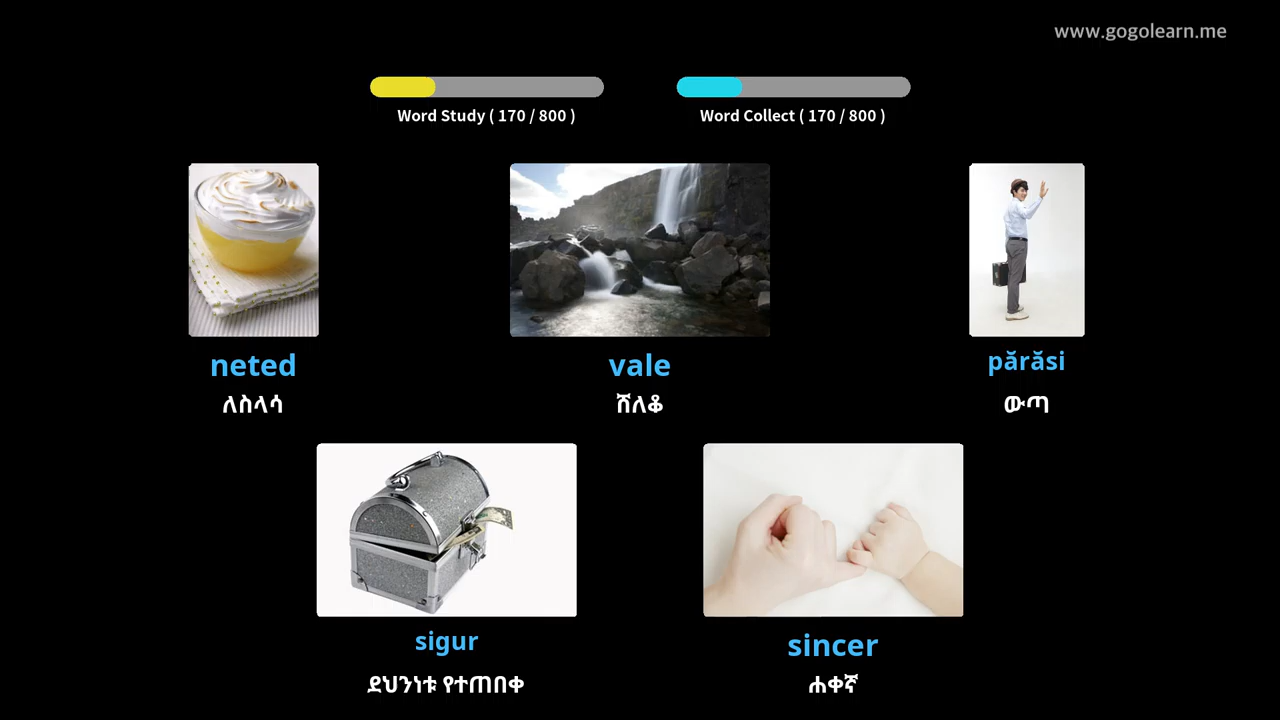 www.gogolearn.me
Word Study ( 170 / 800 )
Word Collect ( 170 / 800 )
neted
ለስላሳ
vale
ሸለቆ
părăsi
ውጣ
sigur
ደህንነቱ የተጠበቀ
sincer
ሐቀኛ